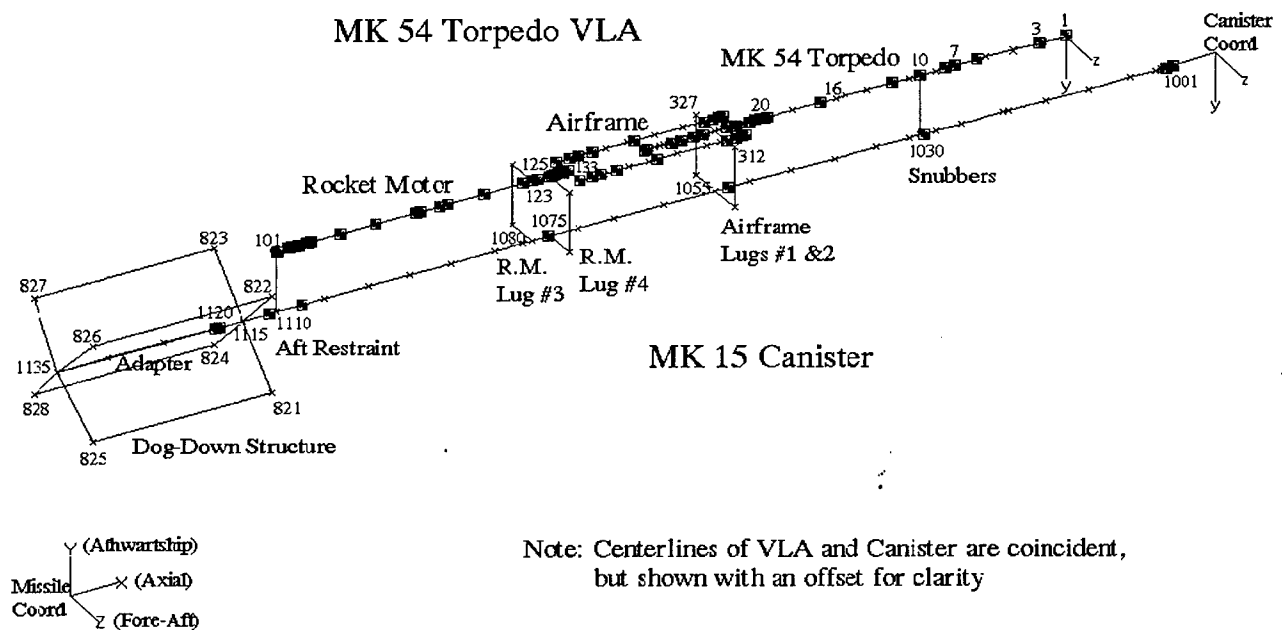 MK 54 Torpedo VLA
Canister
Coord
1
3
z
y
MK 54 Torpedo
10
7
z
y
1001
16
327
20
Airframe
312
1030
Snubbers
125
133
Rocket Motor
123
1055
Airframe
Lugs #1 &2
1075
1080
R.M.
Lug #3
R.M.
Lug #4
101
823
827
822
1120
1110
1115
Aft Restraint
826
824
1135
Adapter
MK 15 Canister
828
821
825
Dog-Down Structure
Y (Athwartship)
Missile
Coord
X (Axial)
Z (Fore-Aft)
Note: Centerlines of VLA and Canister are coincident,
but shown with an offset for clarity